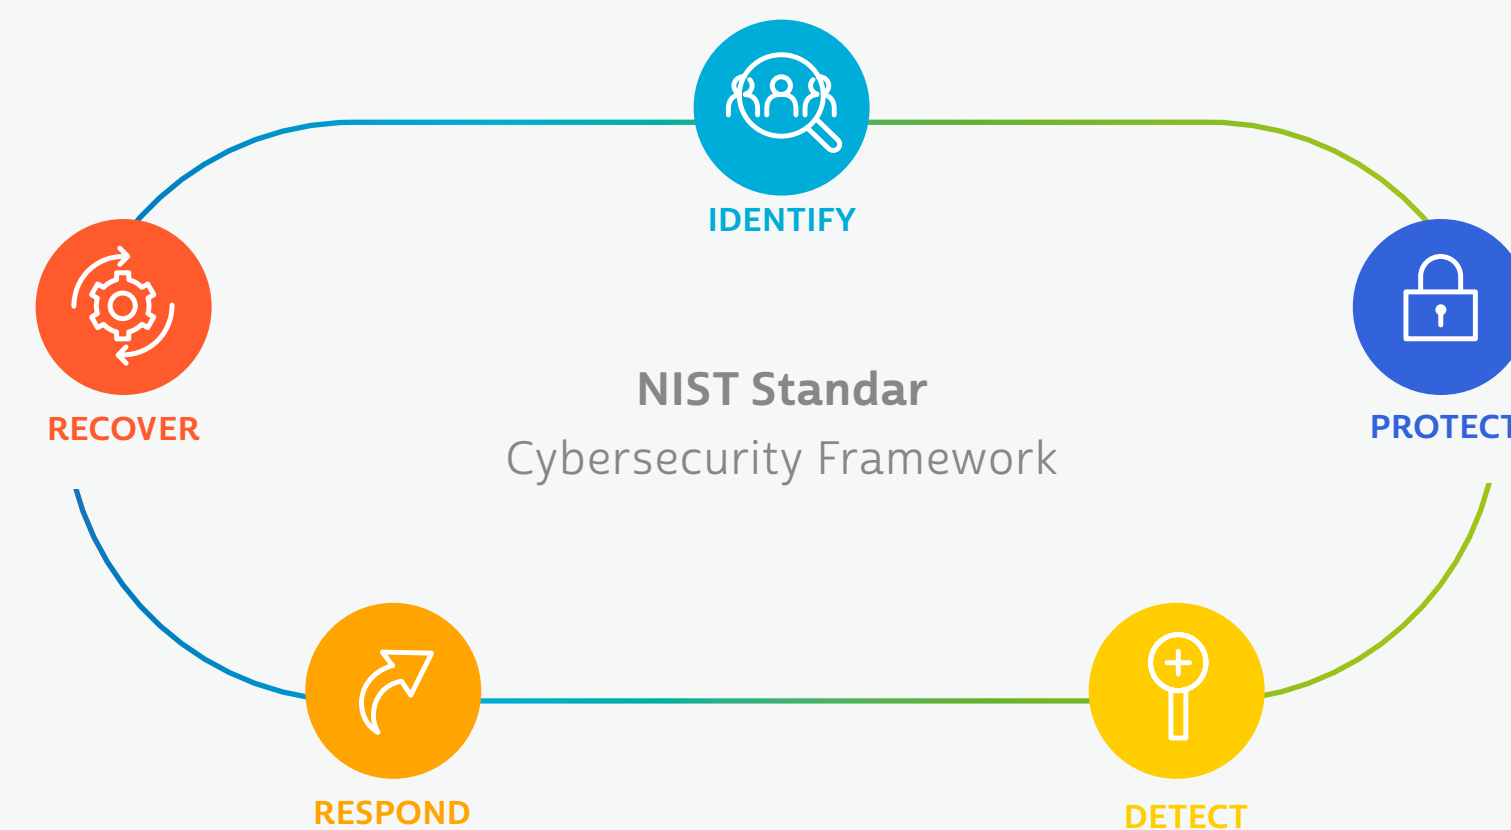 IDENTIFY
RECOVER
PROTECT
NIST Standar
Cybersecurity Framework
RESPOND
DETECT